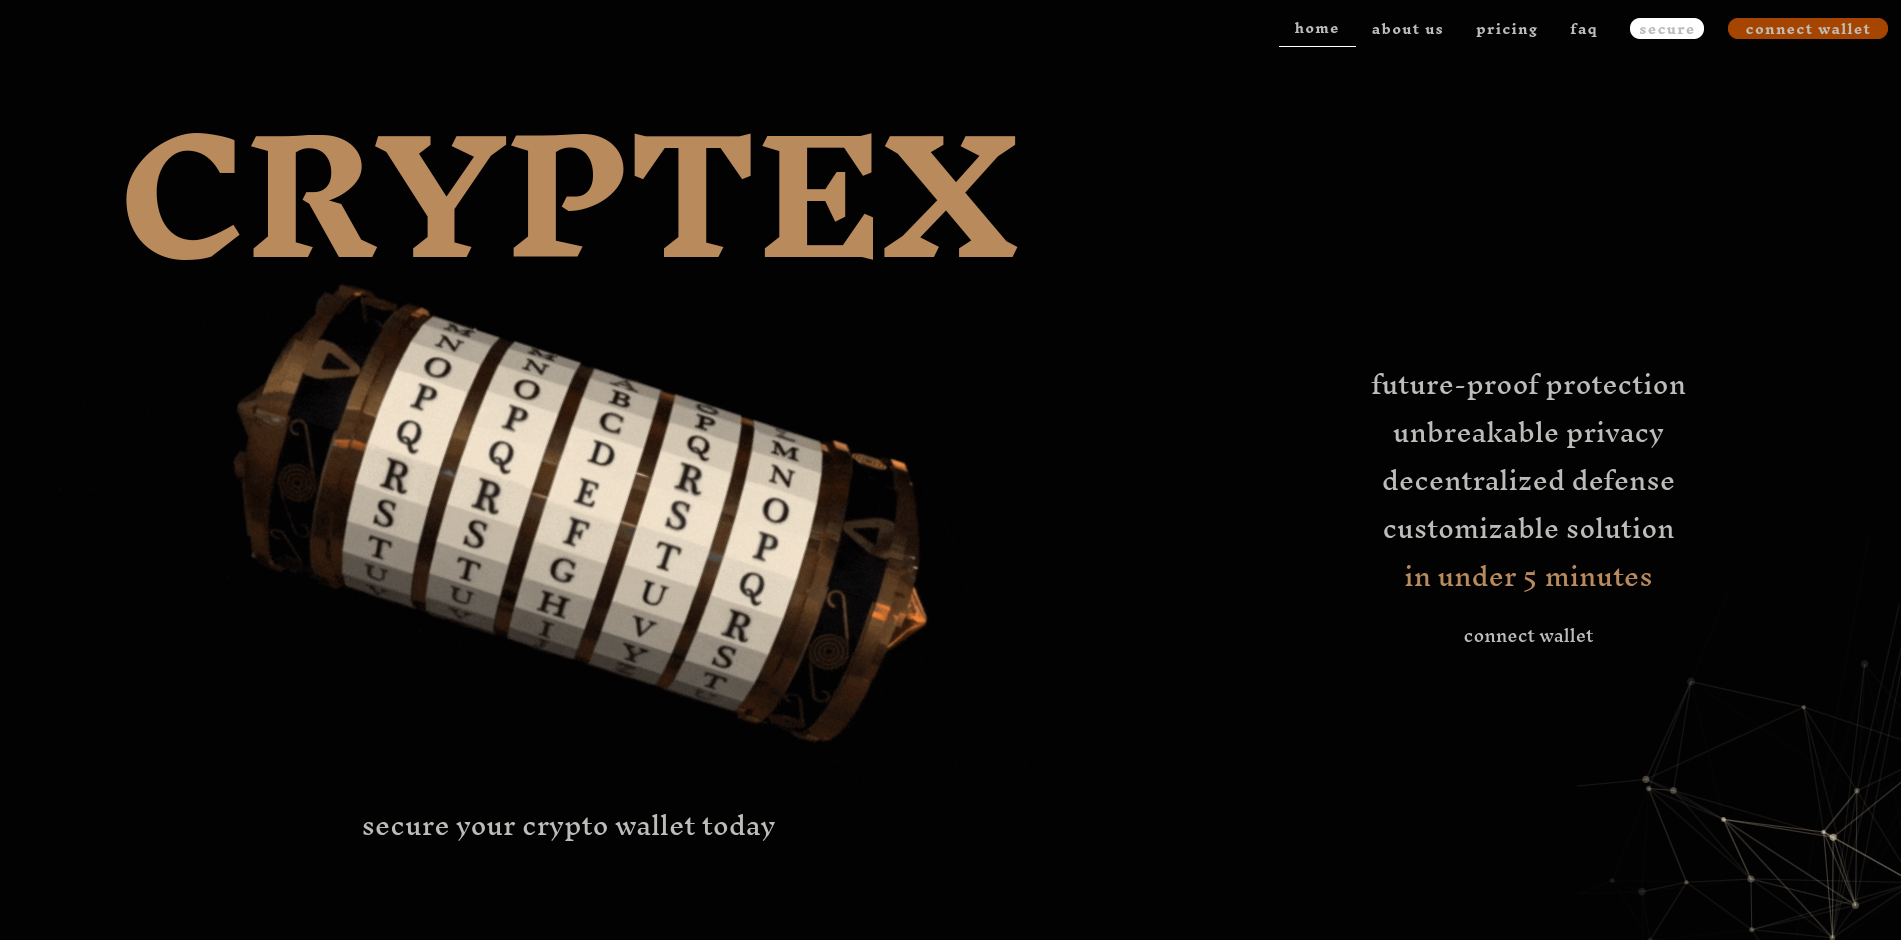 home about us pricing faq secure connect wallet
CRYPTEX
M M A O L
N N B P M
O O C Q N
P P D R O
Q Q E S P
R R F T Q
S S G U R
T T H V S
U U I Y T
V V J Z U
future-proof protection
unbreakable privacy
decentralized defense
customizable solution
in under 5 minutes
connect wallet
secure your crypto wallet today